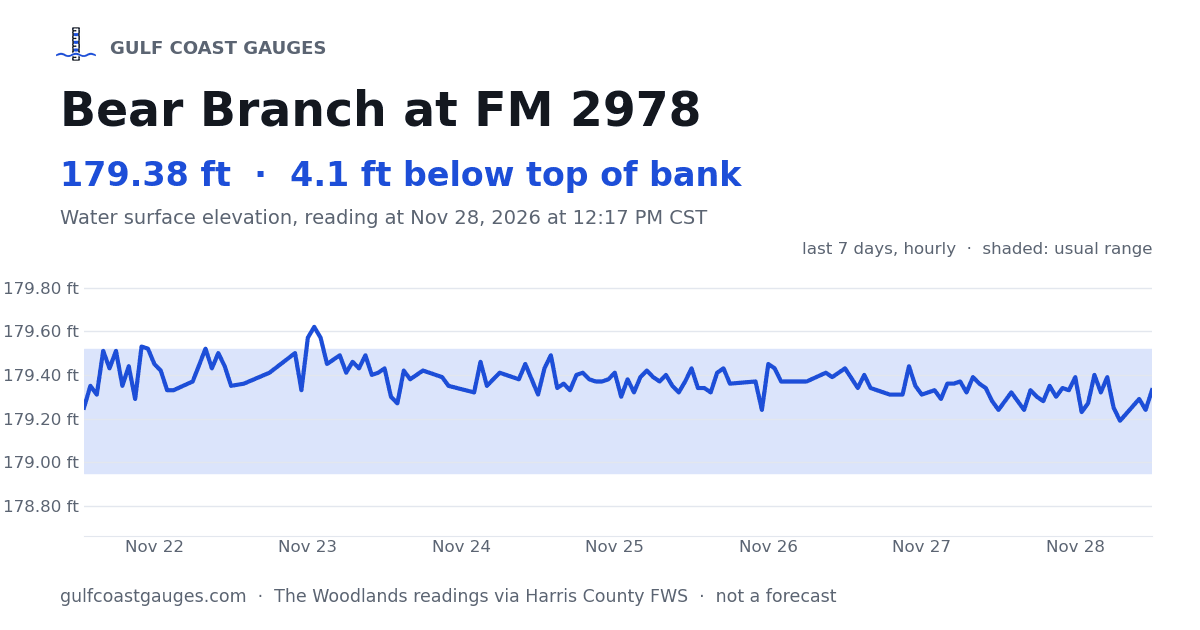 GULF COAST GAUGES
Bear Branch at FM 2978
179.38 ft · 4.1 ft below top of bank
Water surface elevation, reading at Nov 28, 2026 at 12:17 PM CST
last 7 days, hourly · shaded: usual range
179.80 ft
179.60 ft
179.40 ft
179.20 ft
179.00 ft
178.80 ft
Nov 22 Nov 23 Nov 24 Nov 25 Nov 26 Nov 27 Nov 28
gulfcoastgauges.com · The Woodlands readings via Harris County FWS · not a forecast